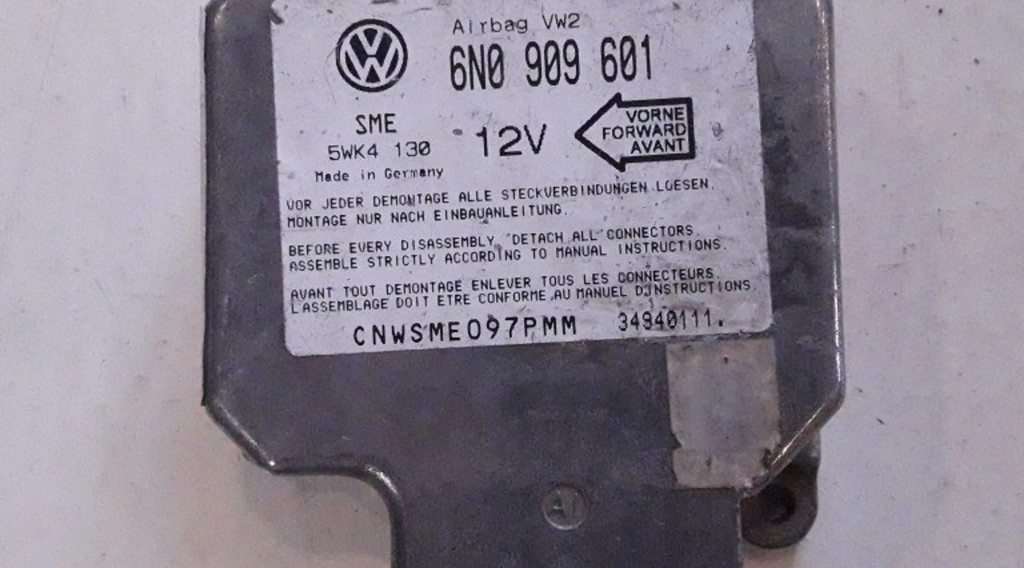 Airbag VW2
6N0 909 601
SME
5WK4 130
12V
VORNE
FORWARD
AVANT
Made in Germany
VOR JEDER DEMONTAGE ALLE STECKVERBINDUNGEN LOESEN.
MONTAGE NUR NACH EINBAUANLEITUNG.
BEFORE EVERY DISASSEMBLY DETACH ALL CONNECTORS.
ASSEMBLE STRICTLY ACCORDING TO MANUAL INSTRUCTIONS.
AVANT TOUT DEMONTAGE ENLEVER TOUS LES CONNECTEURS.
L'ASSEMBLAGE DOIT ETRE CONFORME AU MANUEL D'INSTRUCTIONS.
CNWSME097PMM 34940111.